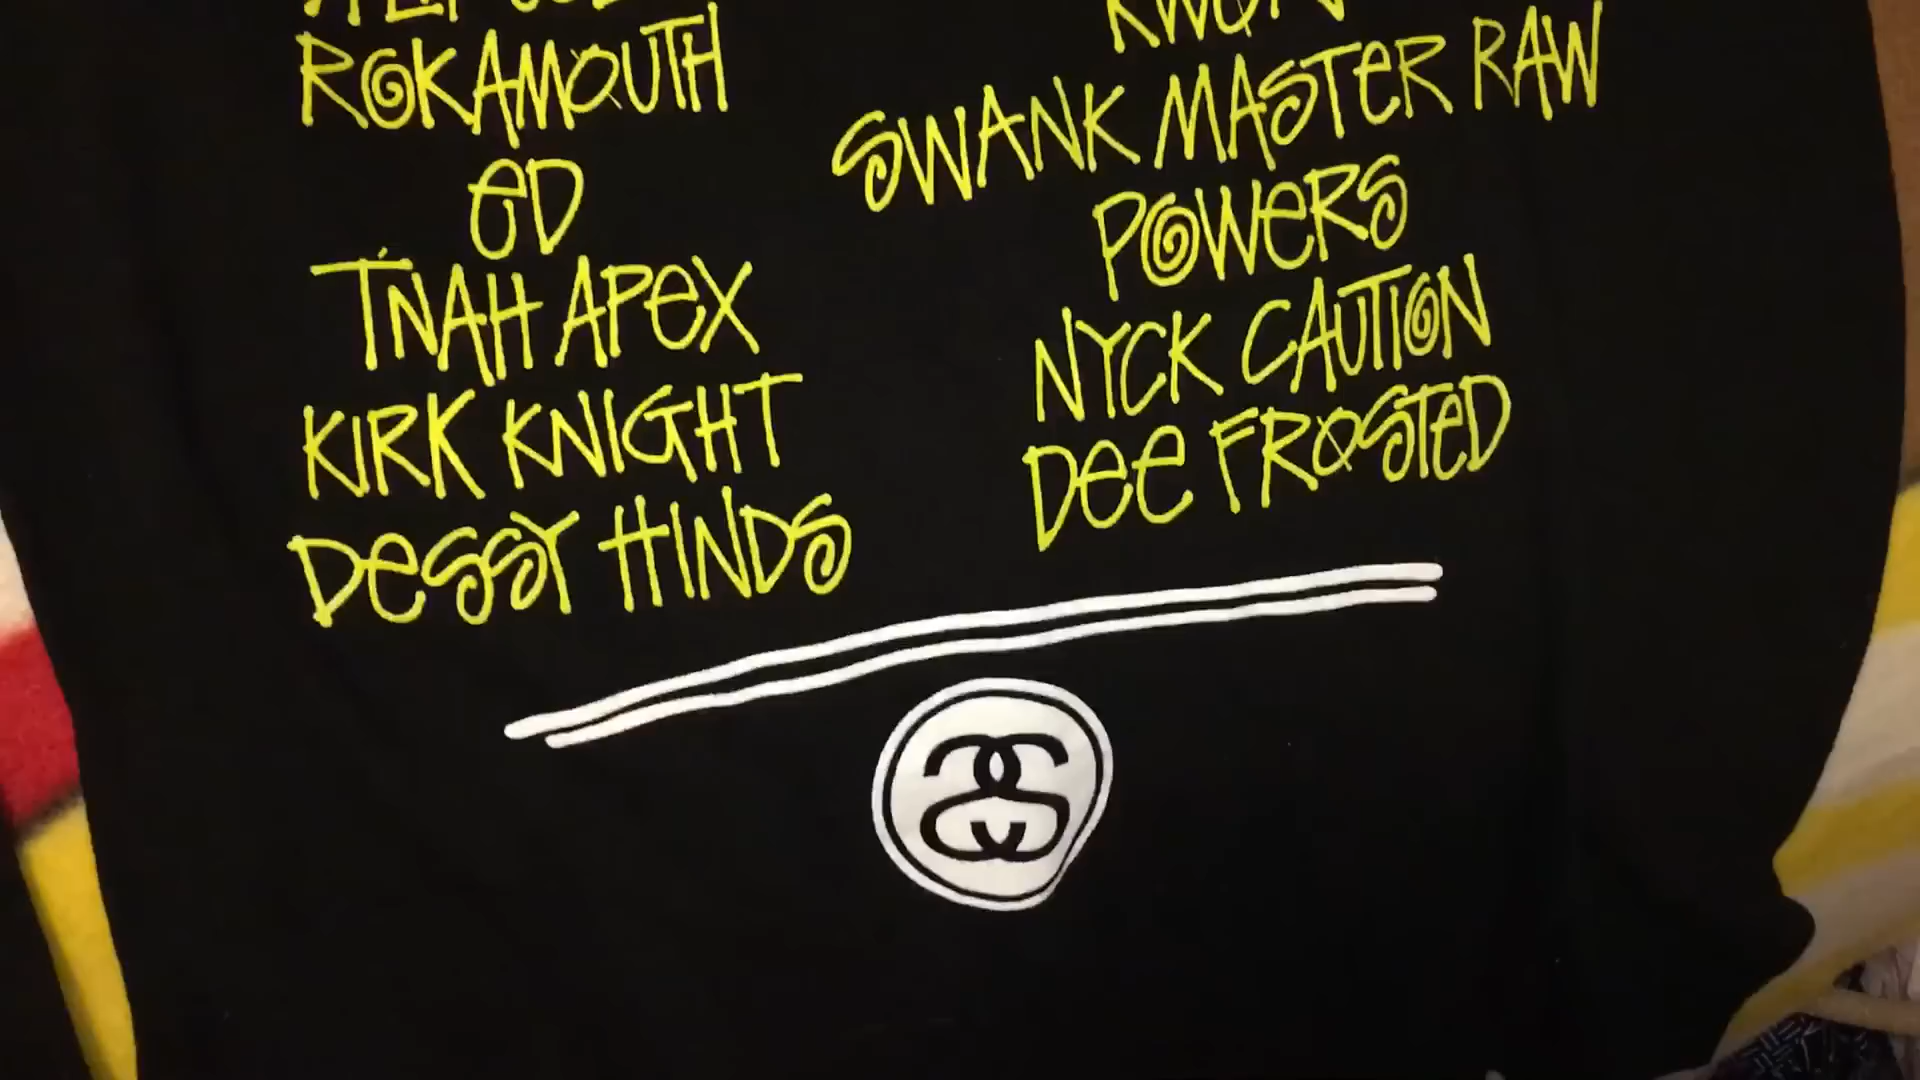 ROKAMOUTH
eD
TNAH APeX
KIRK KNIGHT
DeSSY HINDS
SWANK MASTeR RAW
POWeRS
NYCK CAUTION
Dee FROSTeD